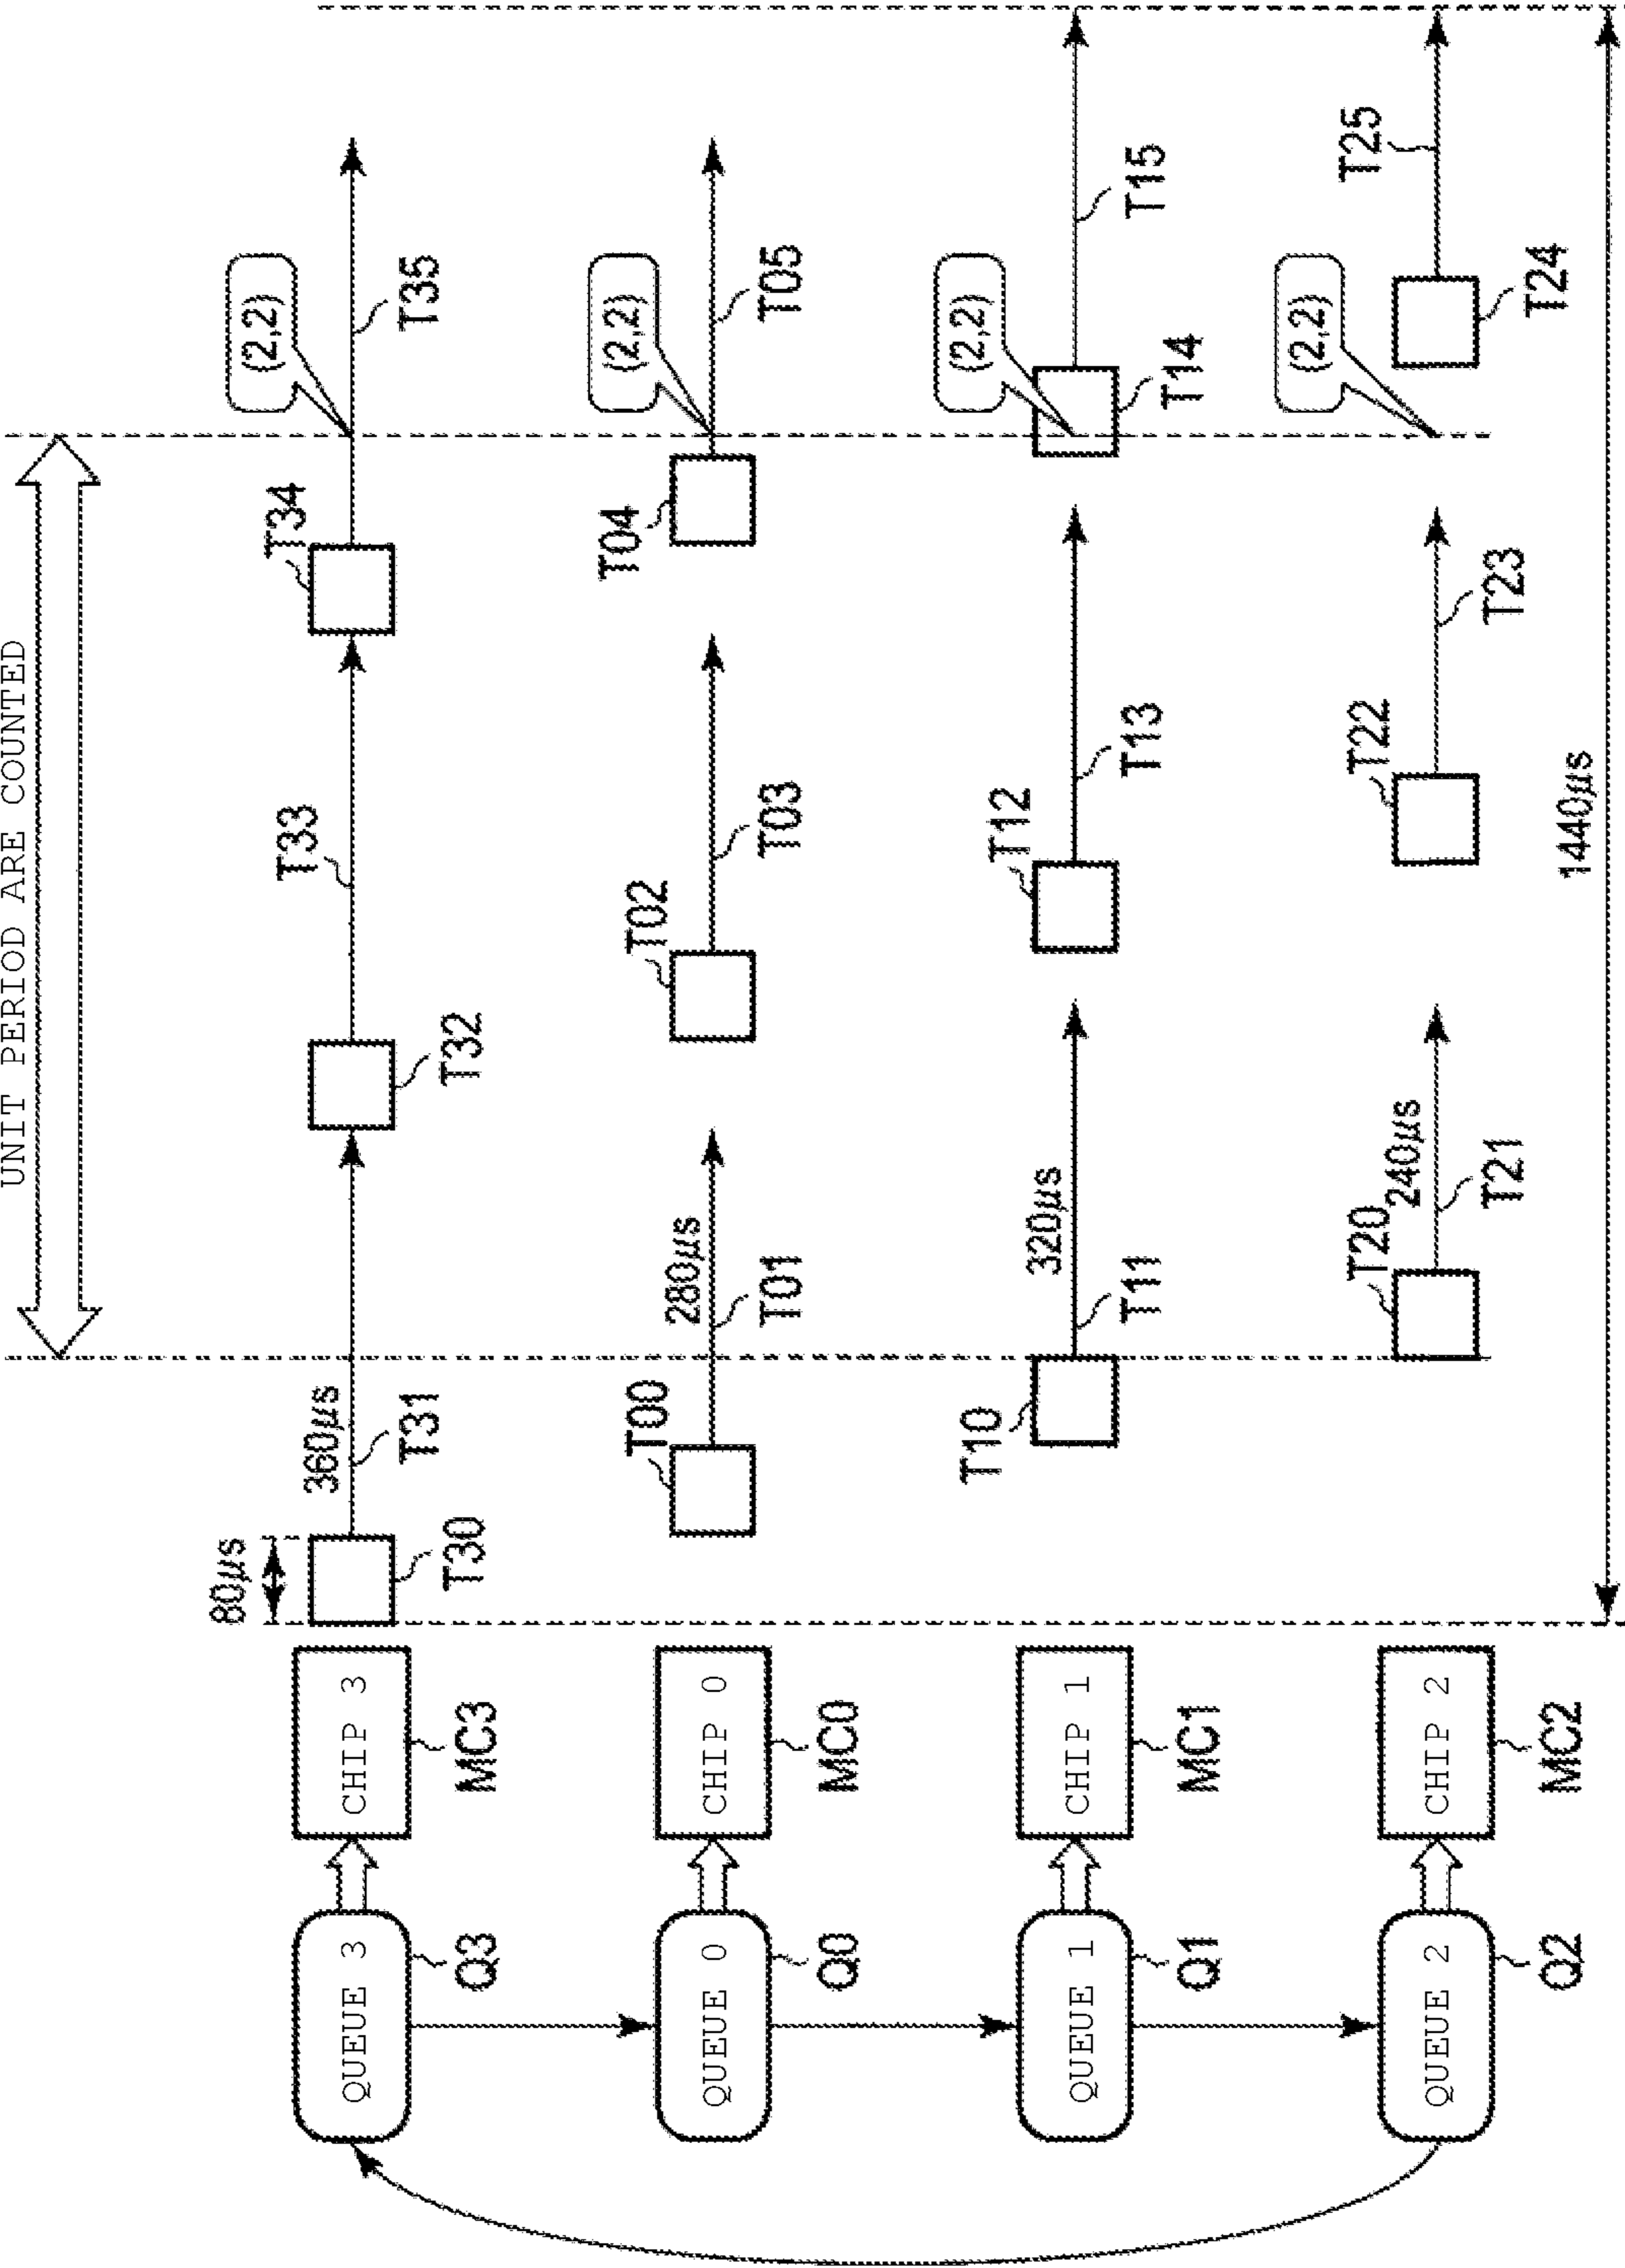 UNIT PERIOD ARE COUNTED
QUEUE 3
Q3
CHIP 3
MC3
80μs
T30
360μs
T31
T32
T33
T34
(2,2)
T35
QUEUE 0
Q0
CHIP 0
MC0
T00
280μs
T01
T02
T03
T04
(2,2)
T05
QUEUE 1
Q1
CHIP 1
MC1
T10
320μs
T11
T12
T13
(2,2)
T14
T15
QUEUE 2
Q2
CHIP 2
MC2
T20
240μs
T21
T22
T23
(2,2)
T24
T25
1440μs